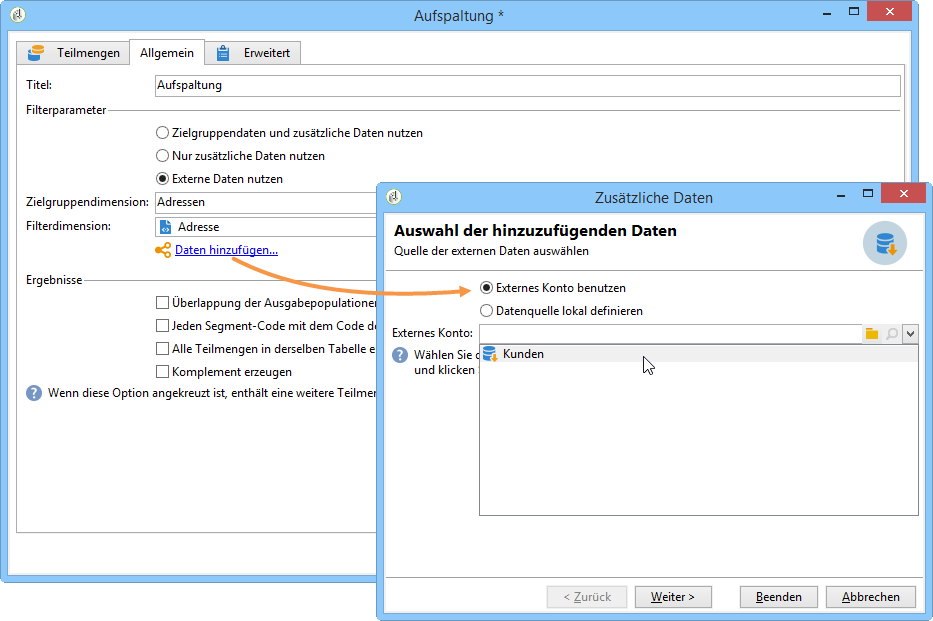 Aufspaltung *
Teilmengen
Allgemein
Erweitert
Titel:
Aufspaltung
Filterparameter
Zielgruppendaten und zusätzliche Daten nutzen
Nur zusätzliche Daten nutzen
Externe Daten nutzen
Zielgruppendimension:
Adressen
Filterdimension:
Adresse
Daten hinzufügen...
Ergebnisse
Überlappung der Ausgabepopulationen
Jeden Segment-Code mit dem Code de
Alle Teilmengen in derselben Tabelle e
Komplement erzeugen
Wenn diese Option angekreuzt ist, enthält eine weitere Teilmen
Zusätzliche Daten
Auswahl der hinzuzufügenden Daten
Quelle der externen Daten auswählen
Externes Konto benutzen
Datenquelle lokal definieren
Externes Konto:
Kunden
Wählen Sie d
und klicken
< Zurück
Weiter >
Beenden
Abbrechen